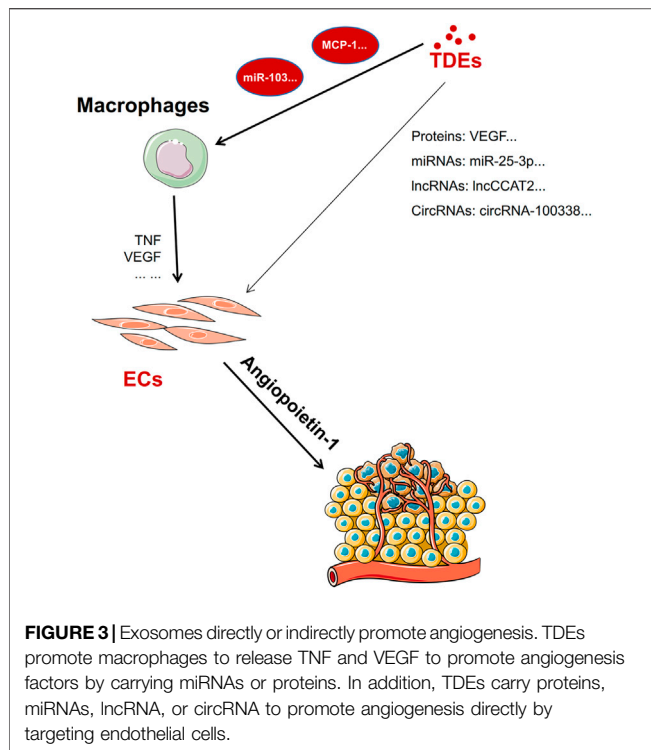 MCP-1...
TDEs
miR-103...
Macrophages
Proteins: VEGF...
miRNAs: miR-25-3p...
lncRNAs: lncCCAT2...
CircRNAs: circRNA-100338...
TNF
VEGF
... ...
ECs
Angiopoietin-1
FIGURE 3 | Exosomes directly or indirectly promote angiogenesis. TDEs
promote macrophages to release TNF and VEGF to promote angiogenesis
factors by carrying miRNAs or proteins. In addition, TDEs carry proteins,
miRNAs, lncRNA, or circRNA to promote angiogenesis directly by
targeting endothelial cells.